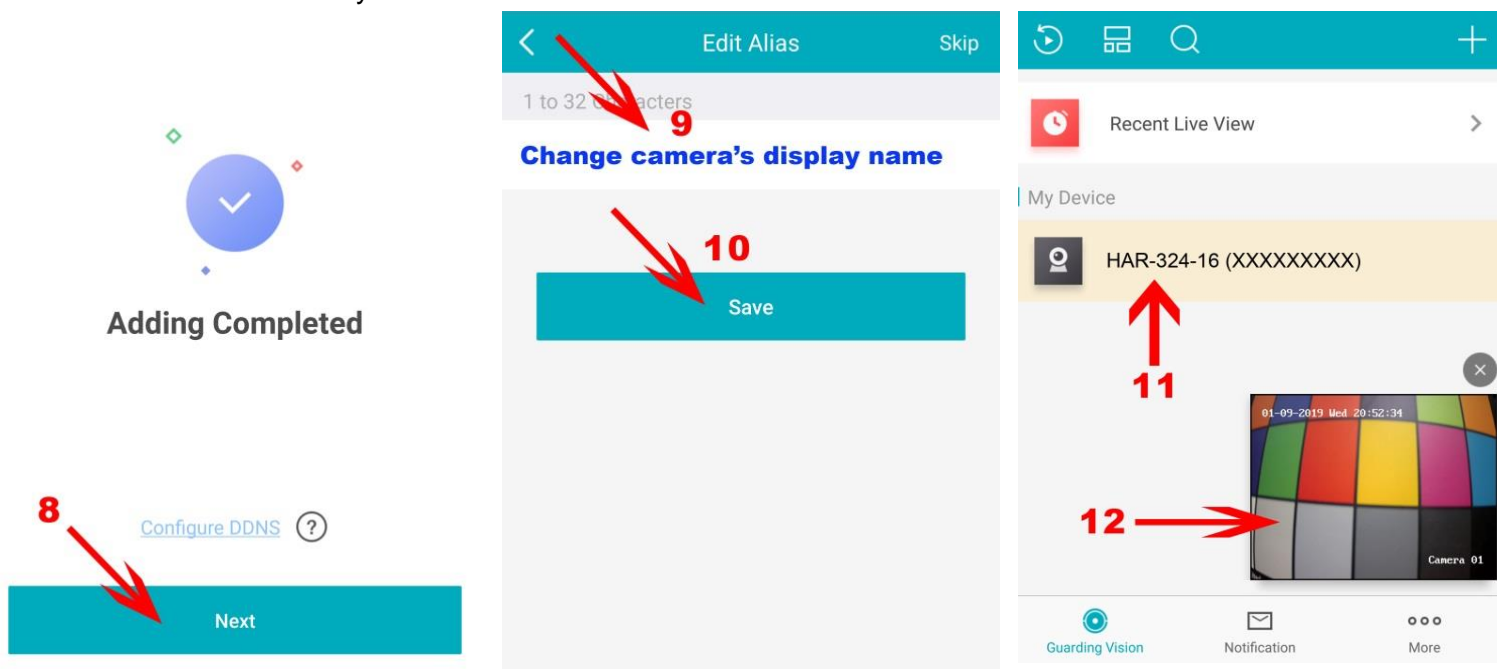 Adding Completed
8
Configure DDNS ?
Next
Edit Alias
Skip
1 to 32 Characters
9
Change camera's display name
10
Save
Recent Live View
My Device
HAR-324-16 (XXXXXXXXX)
11
01-09-2019 Wed 20:52:34
12
Camera 01
Guarding Vision
Notification
More